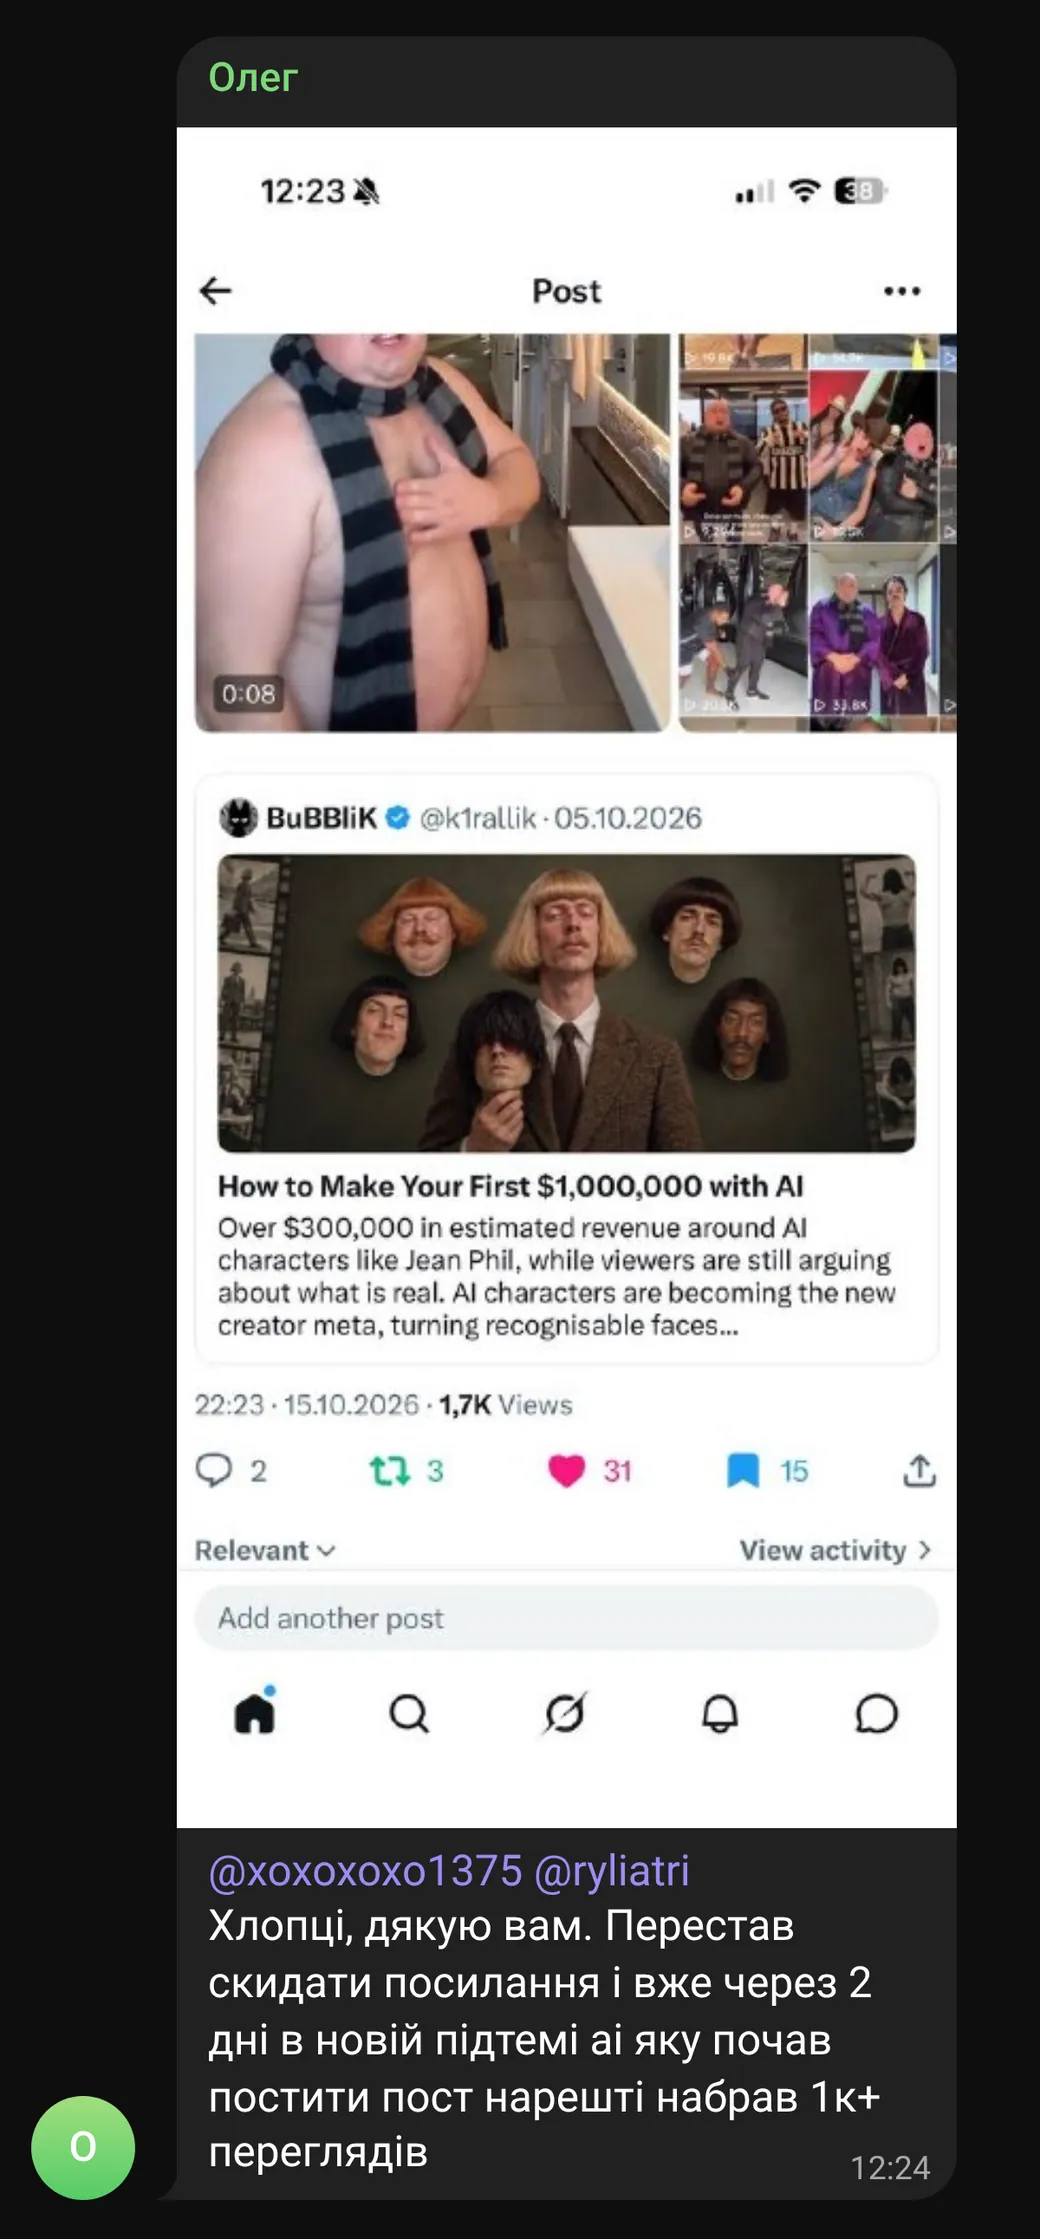 Олег
12:23
38
Post
0:08
19.8K
33.8K
BuBBliK @k1rallik · 05.10.2026
How to Make Your First $1,000,000 with AI
Over $300,000 in estimated revenue around AI
characters like Jean Phil, while viewers are still arguing
about what is real. AI characters are becoming the new
creator meta, turning recognisable faces...
22:23 · 15.10.2026 · 1,7K Views
2 3 31 15
Relevant View activity
Add another post
@xoxoxoxo1375 @ryliatri
Хлопці, дякую вам. Перестав
скидати посилання і вже через 2
дні в новій підтемі аі яку почав
постити пост нарешті набрав 1к+
переглядів
12:24
О